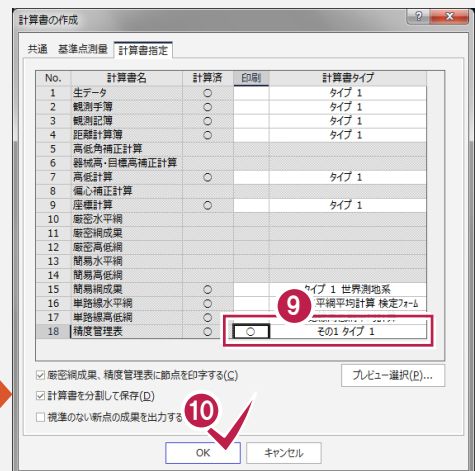 計算書の作成
共通 基準点測量 計算書指定
No. 計算書名 計算済 印刷 計算書タイプ
1 生データ ○ タイプ 1
2 観測手簿 ○ タイプ 1
3 観測記簿 ○ タイプ 1
4 距離計算簿 ○ タイプ 1
5 高低角補正計算
6 器械高・目標高補正計算
7 高低計算 ○ タイプ 1
8 偏心補正計算
9 座標計算 ○ タイプ 1
10 厳密水平網
11 厳密網成果
12 厳密高低網
13 簡易水平網
14 簡易高低網
15 簡易網成果 ○ タイプ 1 世界測地系
16 単路線水平網 ○ 平網平均計算 検定フォーム
17 単路線高低網 ○
18 精度管理表 ○ ○ その1 タイプ 1
9
厳密網成果、精度管理表に節点を印字する(C)
プレビュー選択(P)...
計算書を分割して保存(D)
視準のない新点の成果を出力する
10
OK キャンセル